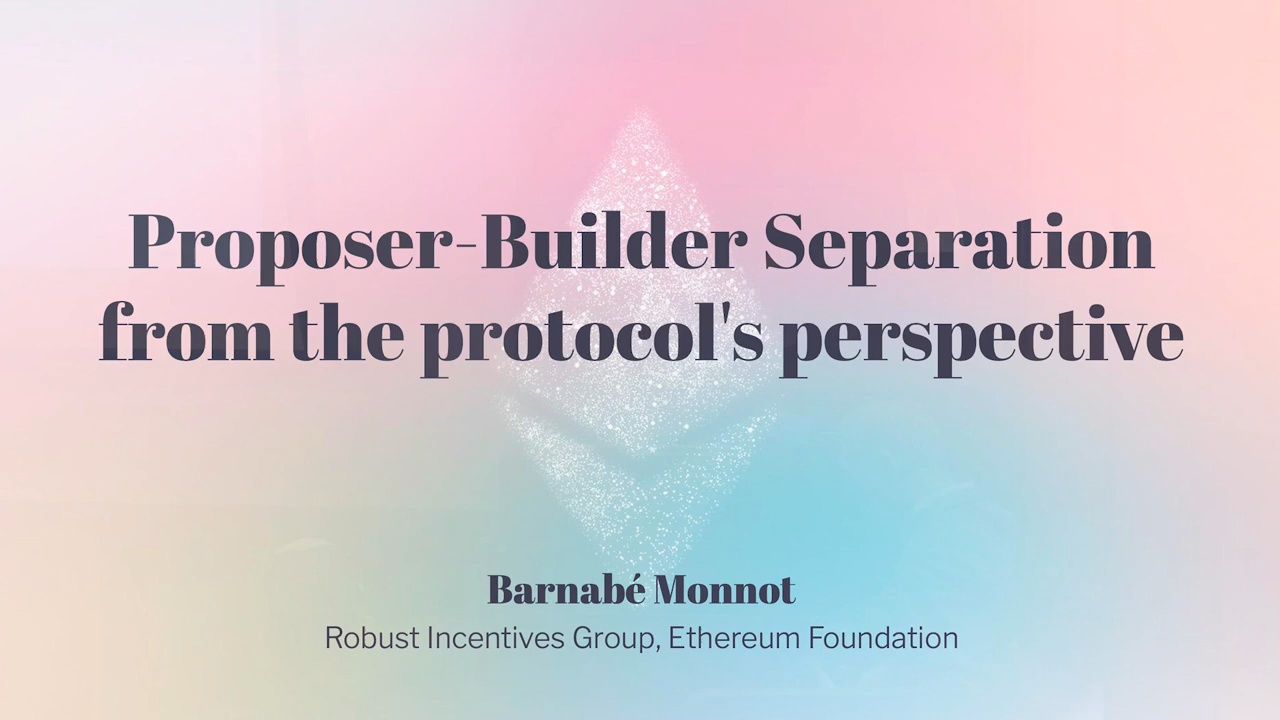 Proposer-Builder Separation
from the protocol's perspective
Barnabé Monnot
Robust Incentives Group, Ethereum Foundation